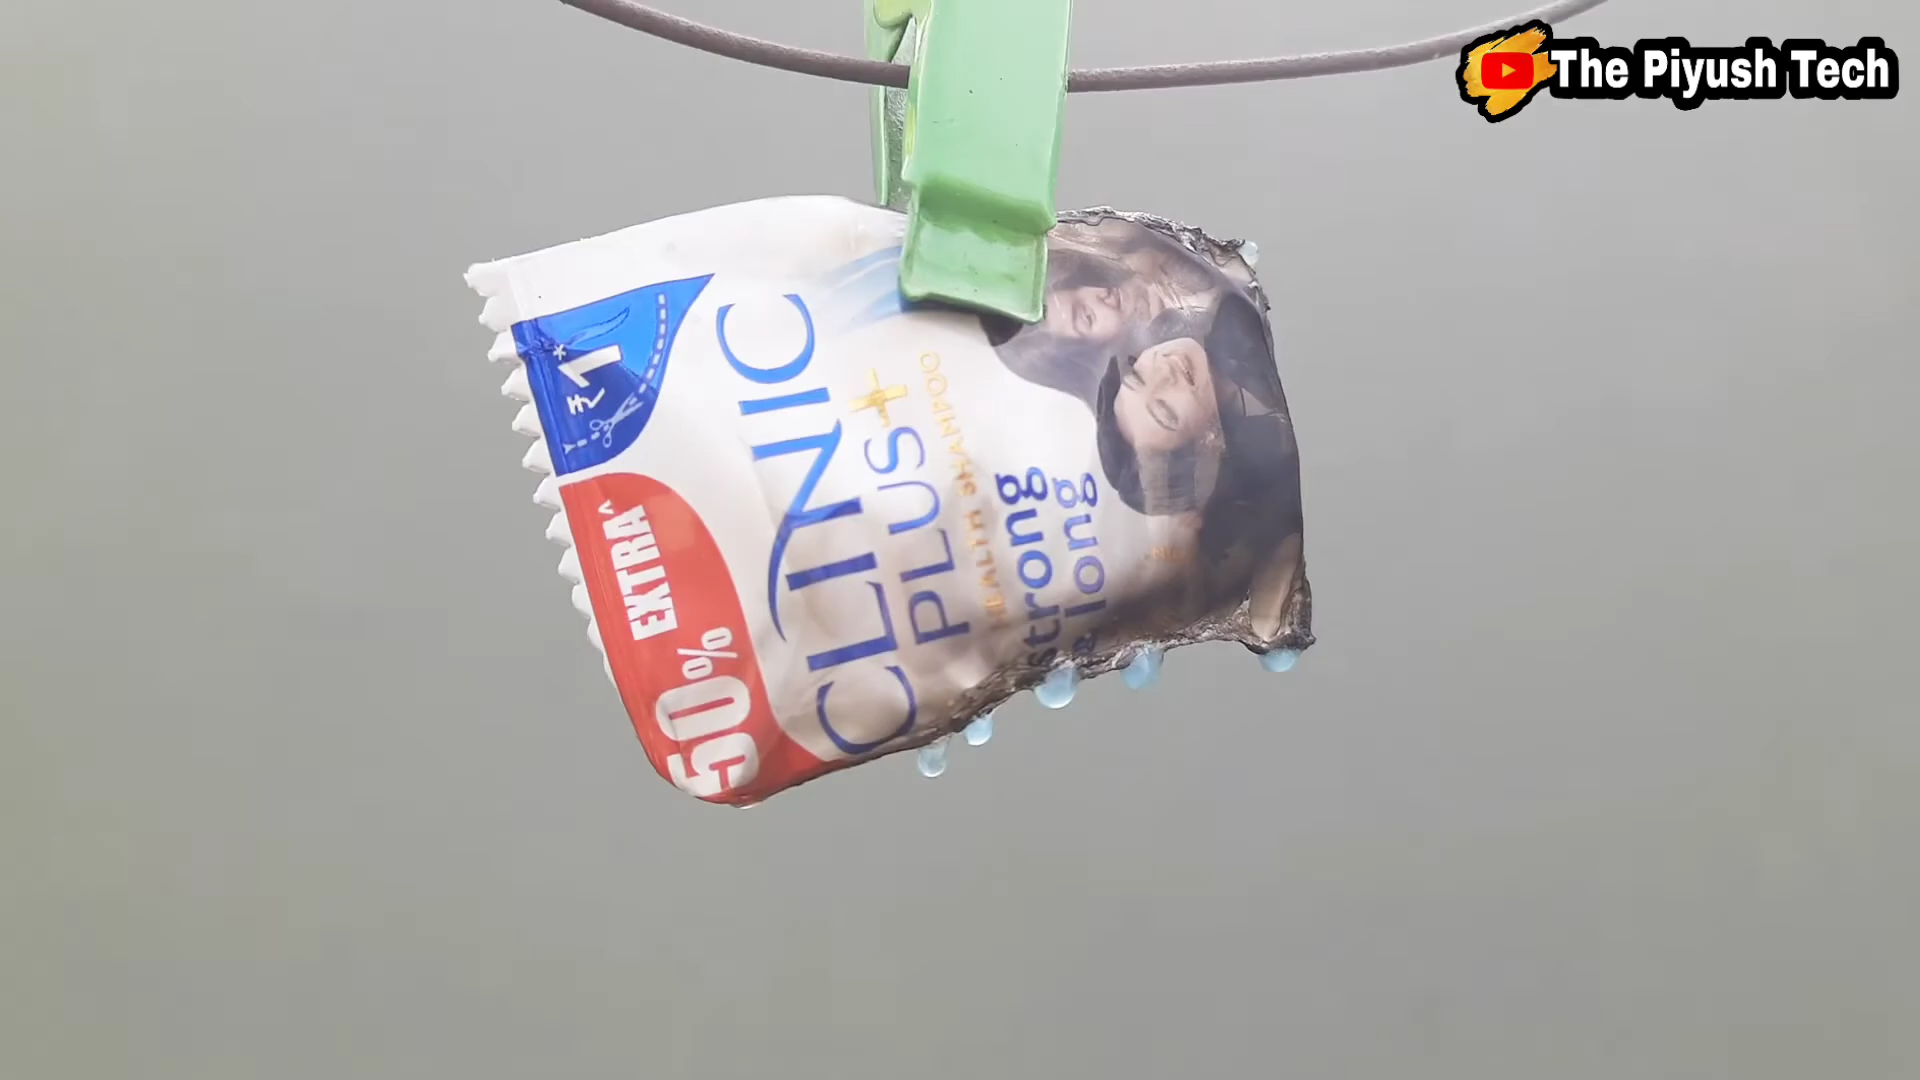 The Piyush Tech
₹1*
50% EXTRA^
CLINIC
PLUS+
HEALTH SHAMPOO
strong
& long